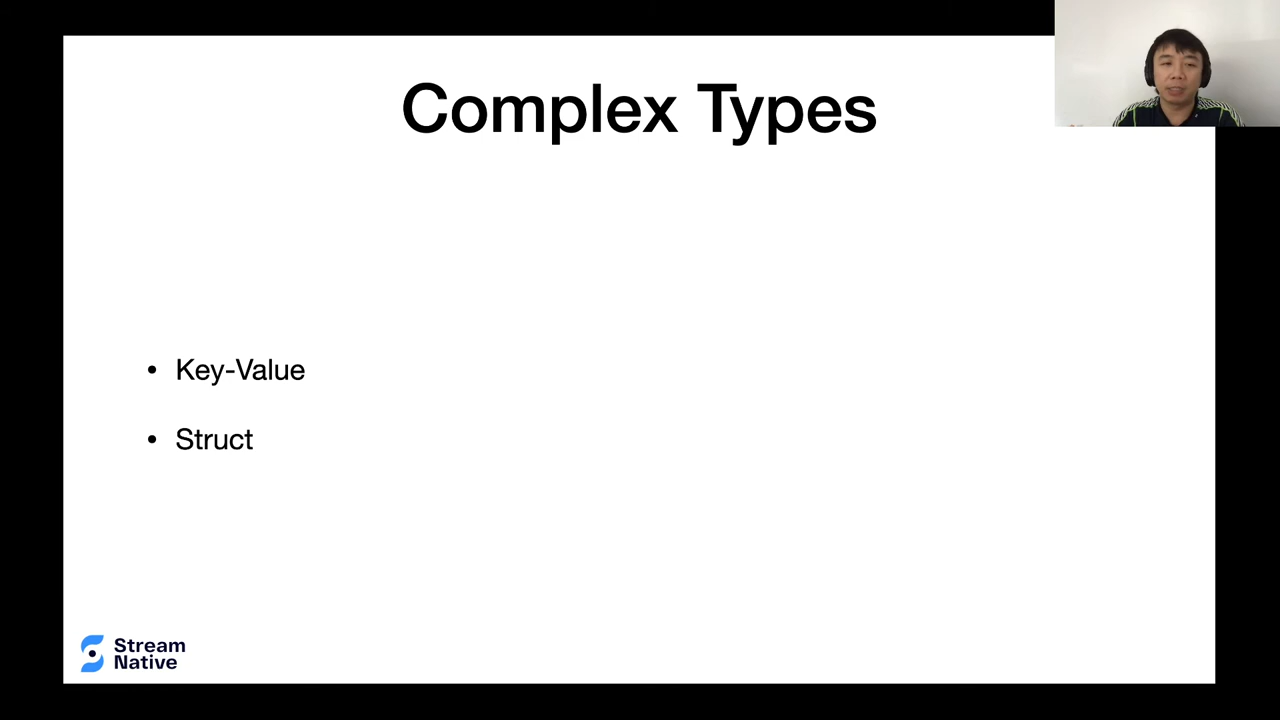 Complex Types
• Key-Value
• Struct
Stream
Native